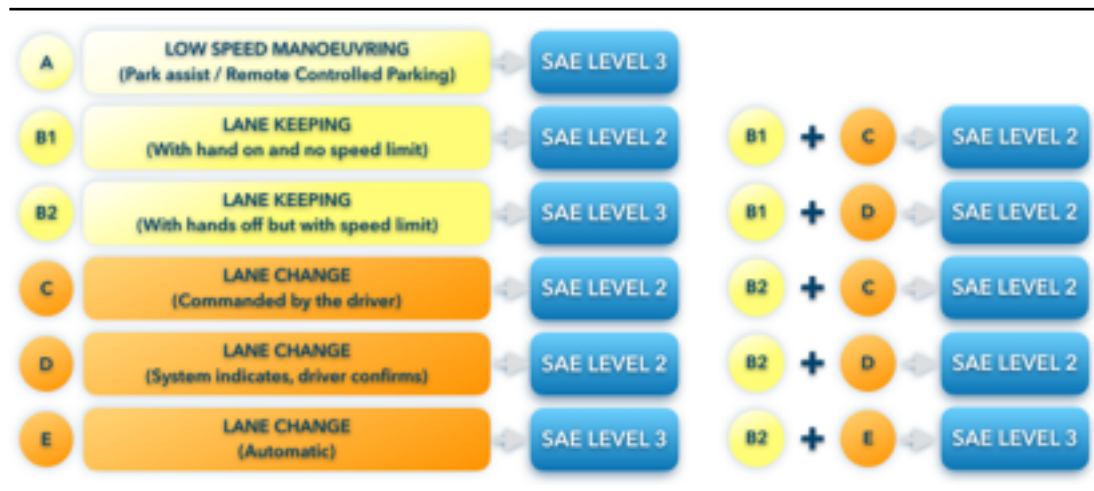 A
LOW SPEED MANOEUVRING
(Park assist / Remote Controlled Parking)
SAE LEVEL 3
B1
LANE KEEPING
(With hand on and no speed limit)
SAE LEVEL 2
B1 + C
SAE LEVEL 2
B2
LANE KEEPING
(With hands off but with speed limit)
SAE LEVEL 3
B1 + D
SAE LEVEL 2
C
LANE CHANGE
(Commanded by the driver)
SAE LEVEL 2
B2 + C
SAE LEVEL 2
D
LANE CHANGE
(System indicates, driver confirms)
SAE LEVEL 2
B2 + D
SAE LEVEL 2
E
LANE CHANGE
(Automatic)
SAE LEVEL 3
B2 + E
SAE LEVEL 3